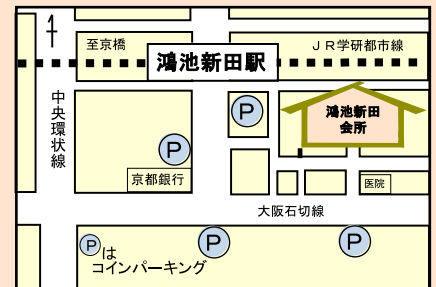 至京橋
鴻池新田駅
JR学研都市線
中央環状線
P
鴻池新田
会所
P
京都銀行
医院
大阪石切線
Pは
コインパーキング
P
P